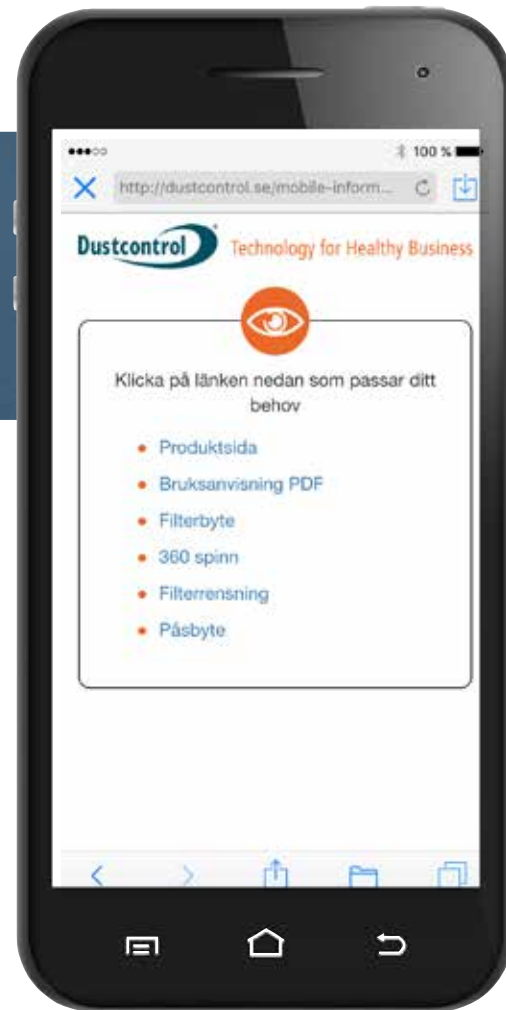 100 %
http://dustcontrol.se/mobile-inform...
Dustcontrol
Technology for Healthy Business
Klicka på länken nedan som passar ditt
behov
Produktsida
Bruksanvisning PDF
Filterbyte
360 spinn
Filterrensning
Påsbyte